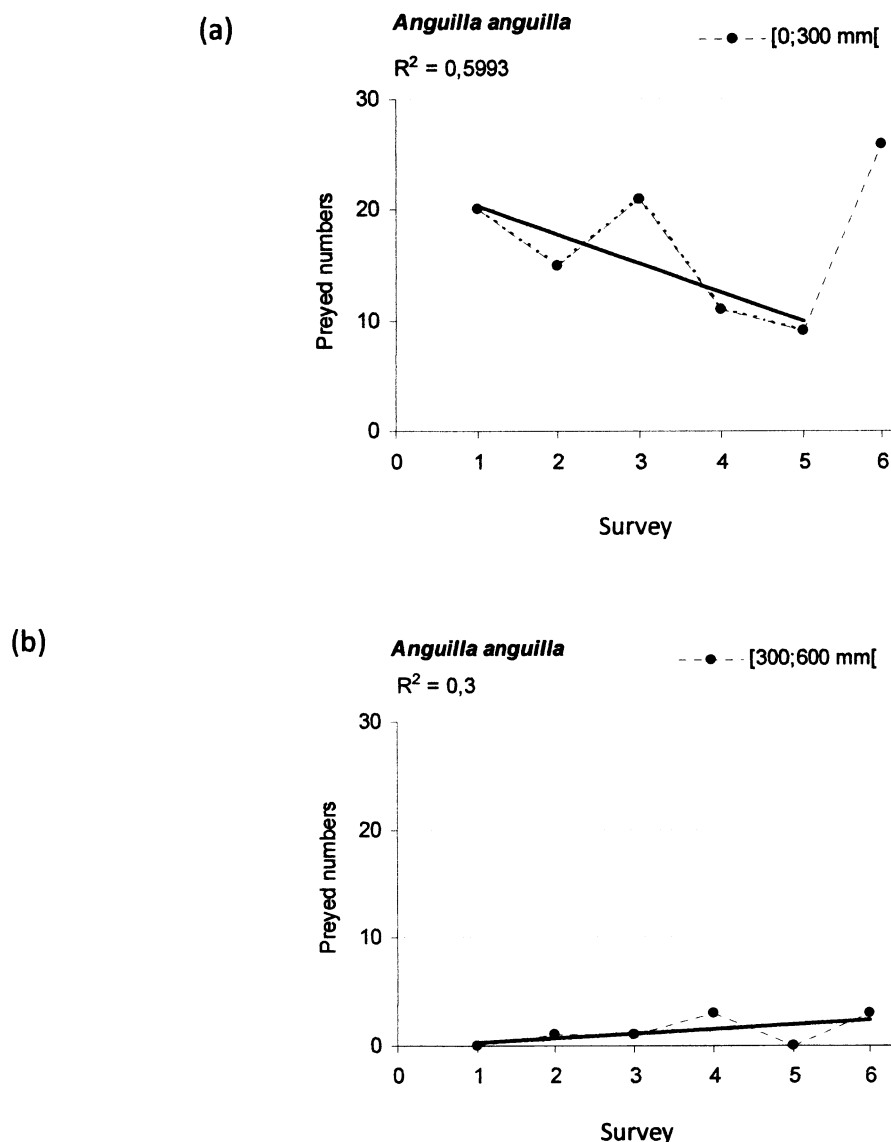 (a)
Anguilla anguilla
[0;300 mm[
R² = 0,5993
30
20
10
0
Preyed numbers
0 1 2 3 4 5 6
Survey
(b)
Anguilla anguilla
[300;600 mm[
R² = 0,3
30
20
10
0
Preyed numbers
0 1 2 3 4 5 6
Survey